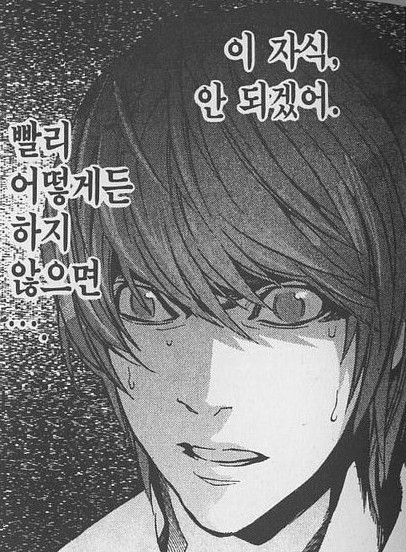 이 자식,
안 되겠어.
빨리
어떻게든
하지
않으면
....